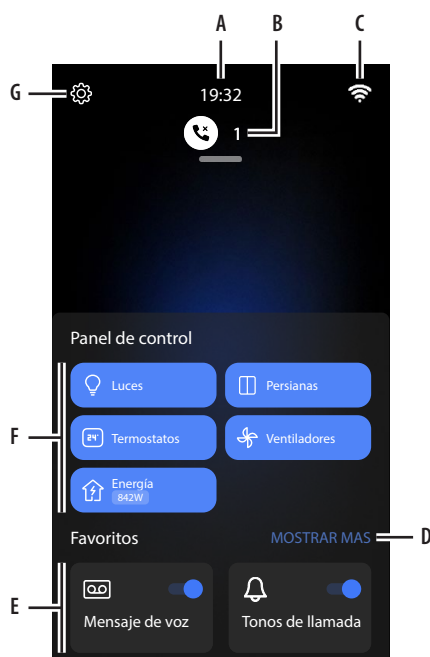 A B C
G 19:32
1
Panel de control
Luces Persianas
F 24° Termostatos Ventiladores
Energía
842W
Favoritos MOSTRAR MAS D
E
Mensaje de voz Tonos de llamada